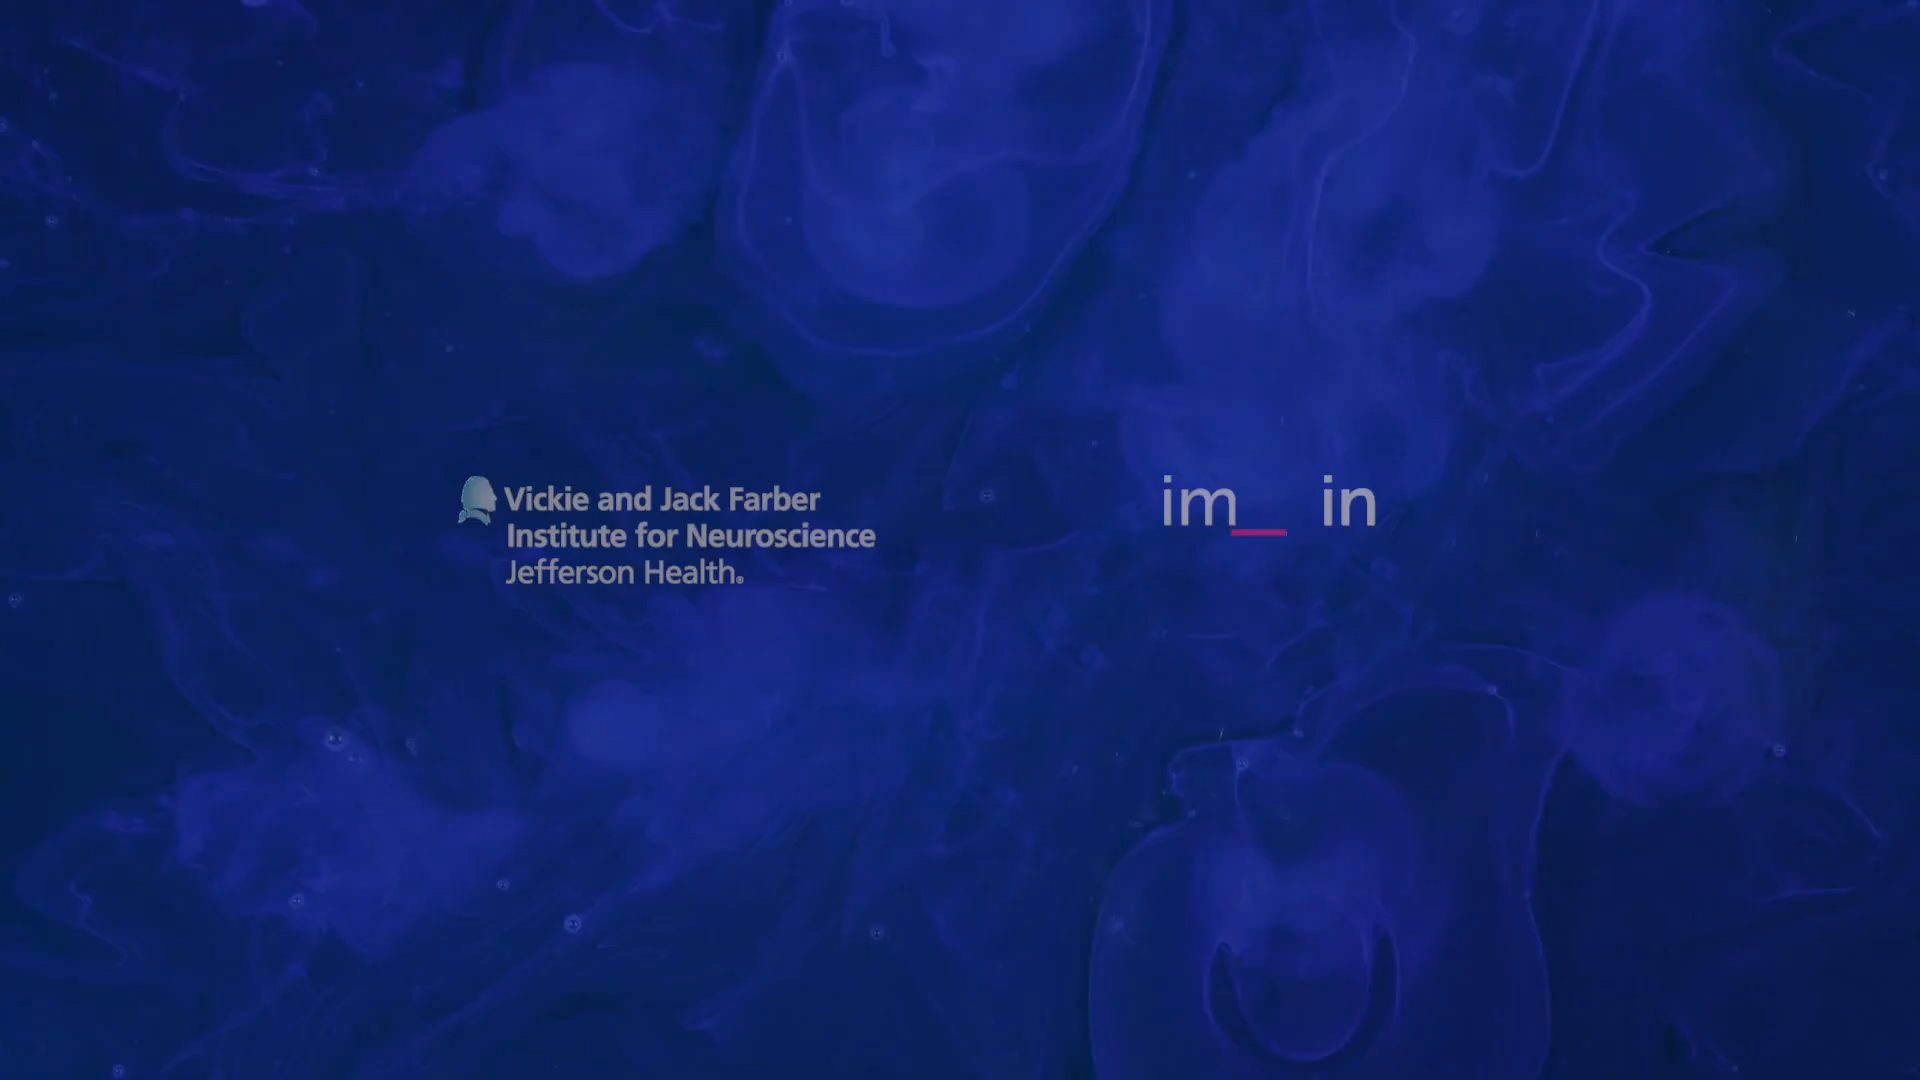 Vickie and Jack Farber
Institute for Neuroscience
Jefferson Health®
im_ in